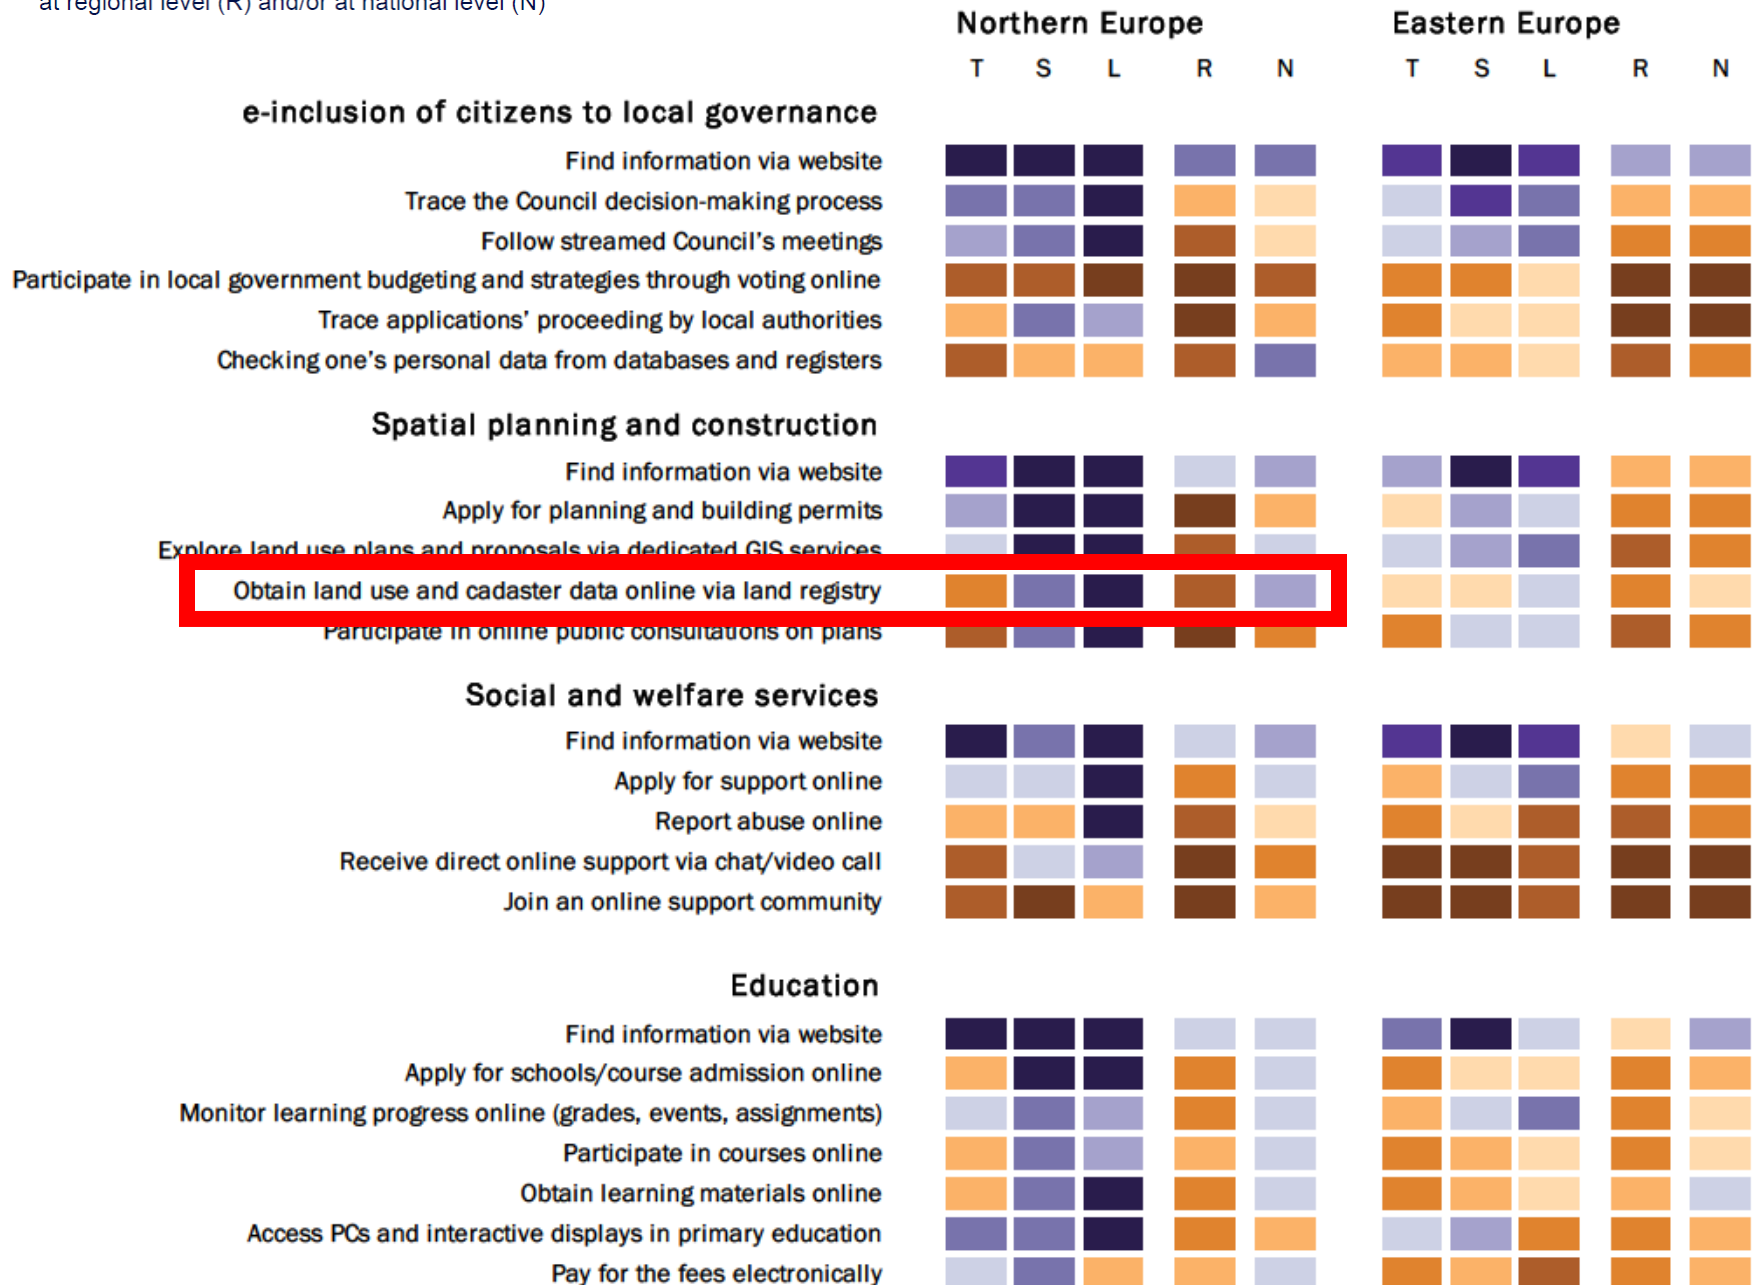 at regional level (R) and/or at national level (N)
Northern Europe Eastern Europe
T S L R N T S L R N
e-inclusion of citizens to local governance
Find information via website
Trace the Council decision-making process
Follow streamed Council's meetings
Participate in local government budgeting and strategies through voting online
Trace applications' proceeding by local authorities
Checking one's personal data from databases and registers
Spatial planning and construction
Find information via website
Apply for planning and building permits
Explore land use plans and proposals via dedicated GIS services
Obtain land use and cadaster data online via land registry
Participate in online public consultations on plans
Social and welfare services
Find information via website
Apply for support online
Report abuse online
Receive direct online support via chat/video call
Join an online support community
Education
Find information via website
Apply for schools/course admission online
Monitor learning progress online (grades, events, assignments)
Participate in courses online
Obtain learning materials online
Access PCs and interactive displays in primary education
Pay for the fees electronically